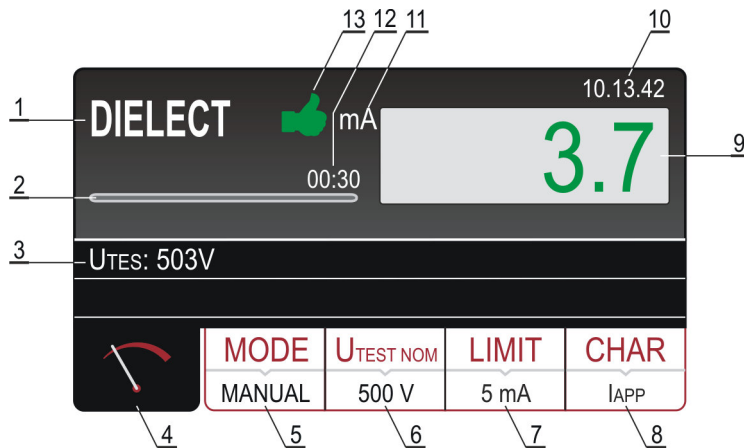 13 12 11 10
10.13.42
1 DIELECT mA
3.7 9
00:30
2
3 UTES: 503V
MODE UTEST NOM LIMIT CHAR
MANUAL 500 V 5 mA IAPP
4 5 6 7 8